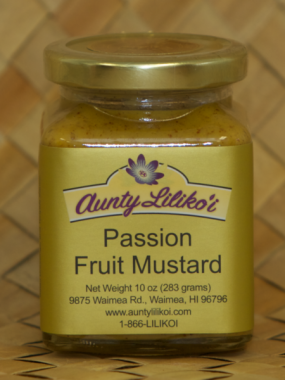 Aunty Liliko'i
Passion
Fruit Mustard
Net Weight 10 oz (283 grams)
9875 Waimea Rd., Waimea, HI 96796
www.auntylilikoi.com
1-866-LILIKOI